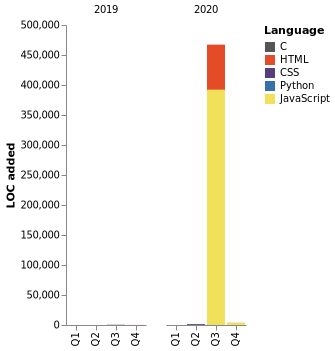 2019
2020
Language
C
HTML
CSS
Python
JavaScript
LOC added
500,000
450,000
400,000
350,000
300,000
250,000
200,000
150,000
100,000
50,000
0
Q1
Q2
Q3
Q4
Q1
Q2
Q3
Q4